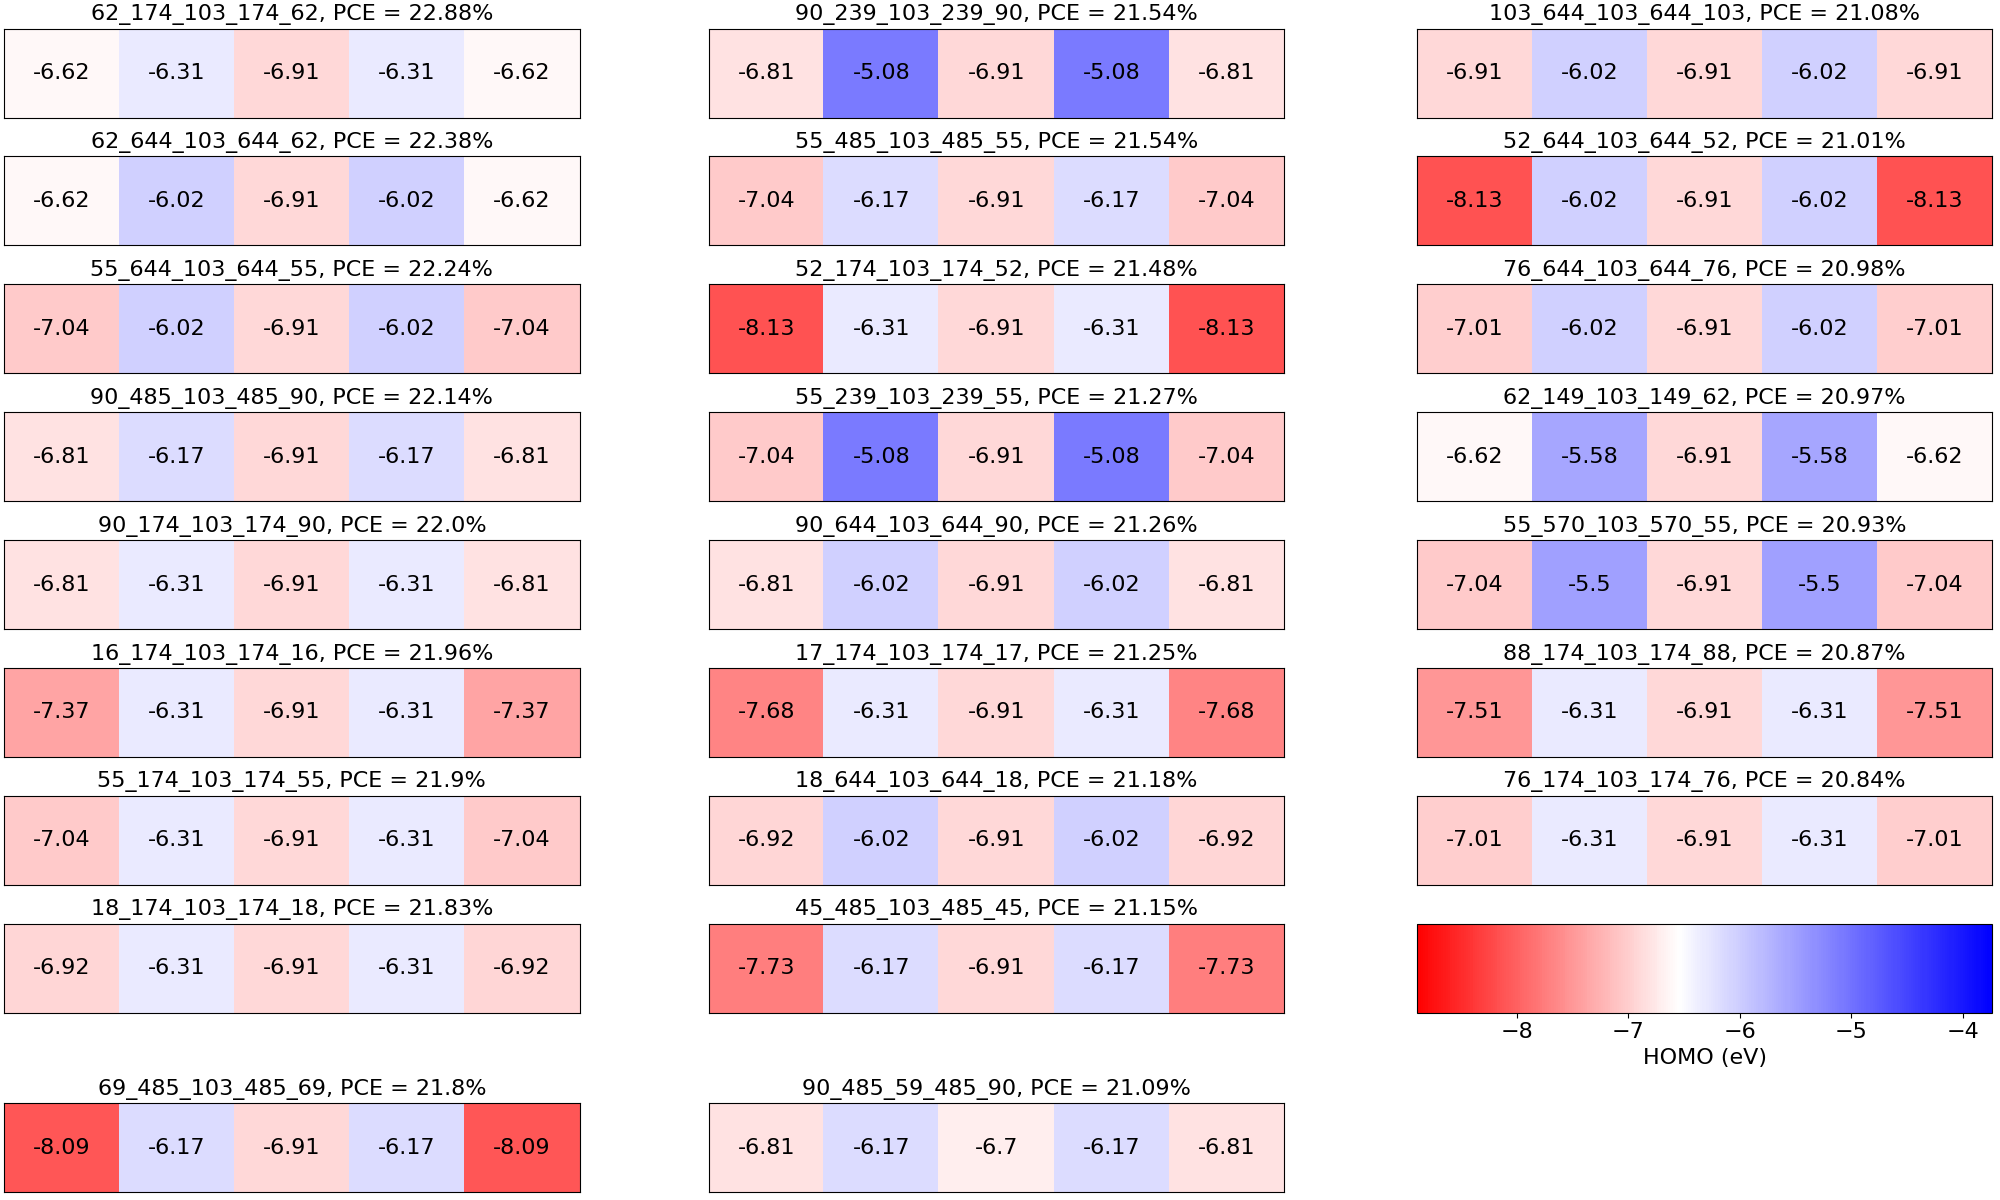 62_174_103_174_62, PCE = 22.88%
-6.62 -6.31 -6.91 -6.31 -6.62
62_644_103_644_62, PCE = 22.38%
-6.62 -6.02 -6.91 -6.02 -6.62
55_644_103_644_55, PCE = 22.24%
-7.04 -6.02 -6.91 -6.02 -7.04
90_485_103_485_90, PCE = 22.14%
-6.81 -6.17 -6.91 -6.17 -6.81
90_174_103_174_90, PCE = 22.0%
-6.81 -6.31 -6.91 -6.31 -6.81
16_174_103_174_16, PCE = 21.96%
-7.37 -6.31 -6.91 -6.31 -7.37
55_174_103_174_55, PCE = 21.9%
-7.04 -6.31 -6.91 -6.31 -7.04
18_174_103_174_18, PCE = 21.83%
-6.92 -6.31 -6.91 -6.31 -6.92
69_485_103_485_69, PCE = 21.8%
-8.09 -6.17 -6.91 -6.17 -8.09
90_239_103_239_90, PCE = 21.54%
-6.81 -5.08 -6.91 -5.08 -6.81
55_485_103_485_55, PCE = 21.54%
-7.04 -6.17 -6.91 -6.17 -7.04
52_174_103_174_52, PCE = 21.48%
-8.13 -6.31 -6.91 -6.31 -8.13
55_239_103_239_55, PCE = 21.27%
-7.04 -5.08 -6.91 -5.08 -7.04
90_644_103_644_90, PCE = 21.26%
-6.81 -6.02 -6.91 -6.02 -6.81
17_174_103_174_17, PCE = 21.25%
-7.68 -6.31 -6.91 -6.31 -7.68
18_644_103_644_18, PCE = 21.18%
-6.92 -6.02 -6.91 -6.02 -6.92
45_485_103_485_45, PCE = 21.15%
-7.73 -6.17 -6.91 -6.17 -7.73
90_485_59_485_90, PCE = 21.09%
-6.81 -6.17 -6.7 -6.17 -6.81
103_644_103_644_103, PCE = 21.08%
-6.91 -6.02 -6.91 -6.02 -6.91
52_644_103_644_52, PCE = 21.01%
-8.13 -6.02 -6.91 -6.02 -8.13
76_644_103_644_76, PCE = 20.98%
-7.01 -6.02 -6.91 -6.02 -7.01
62_149_103_149_62, PCE = 20.97%
-6.62 -5.58 -6.91 -5.58 -6.62
55_570_103_570_55, PCE = 20.93%
-7.04 -5.5 -6.91 -5.5 -7.04
88_174_103_174_88, PCE = 20.87%
-7.51 -6.31 -6.91 -6.31 -7.51
76_174_103_174_76, PCE = 20.84%
-7.01 -6.31 -6.91 -6.31 -7.01
−8 −7 −6 −5 −4
HOMO (eV)